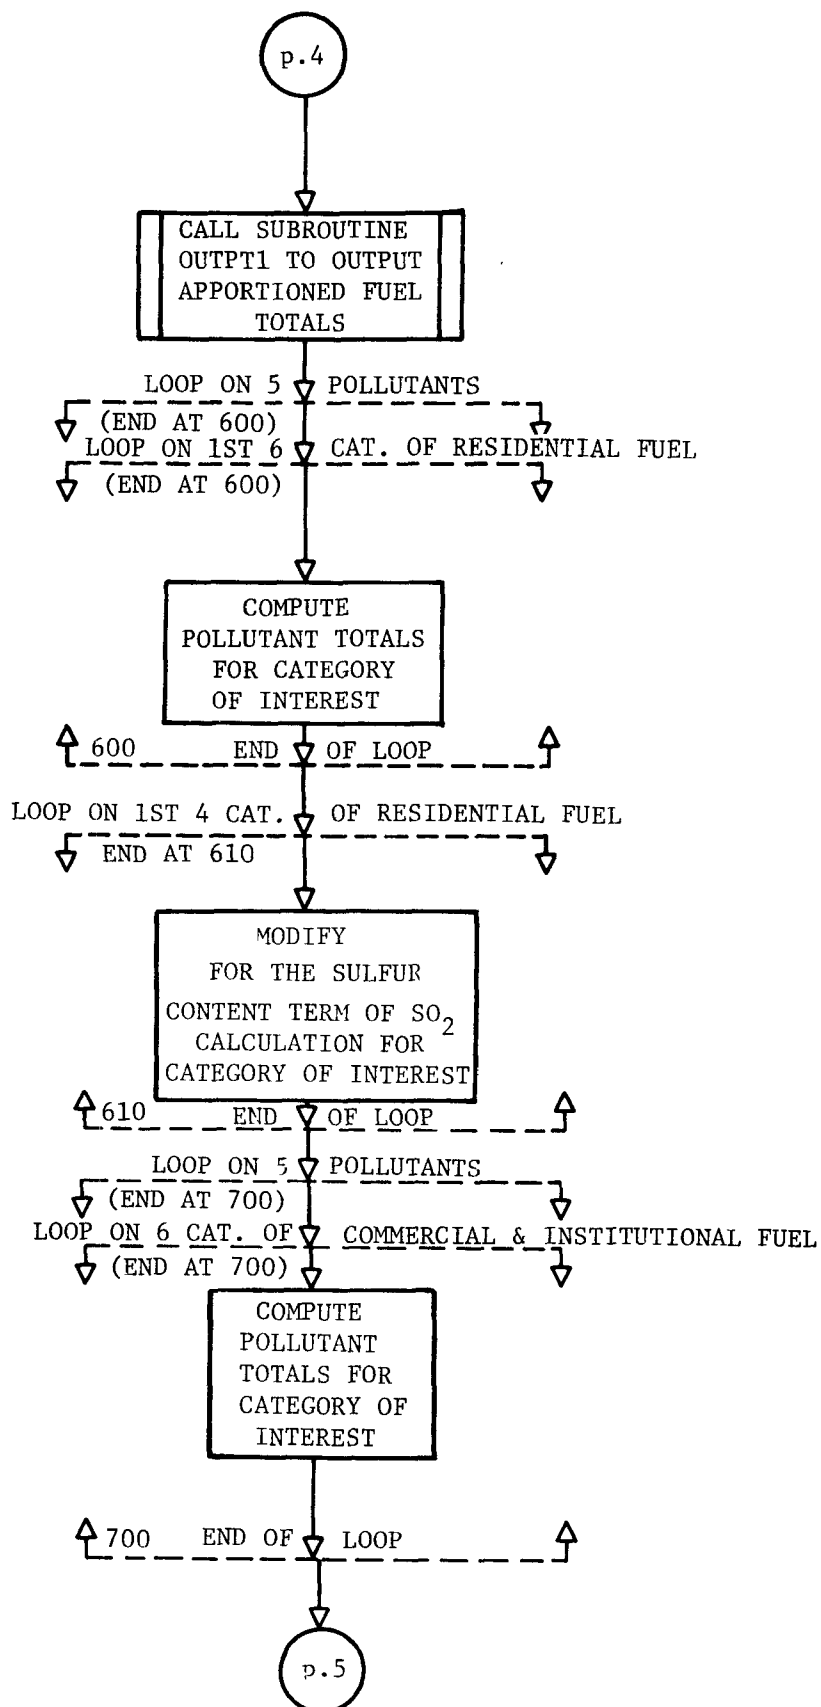 p.4
CALL SUBROUTINE
OUTPT1 TO OUTPUT
APPORTIONED FUEL
TOTALS
LOOP ON 5 POLLUTANTS
(END AT 600)
LOOP ON 1ST 6 CAT. OF RESIDENTIAL FUEL
(END AT 600)
COMPUTE
POLLUTANT TOTALS
FOR CATEGORY
OF INTEREST
600 END OF LOOP
LOOP ON 1ST 4 CAT. OF RESIDENTIAL FUEL
END AT 610
MODIFY
FOR THE SULFUR
CONTENT TERM OF SO2
CALCULATION FOR
CATEGORY OF INTEREST
610 END OF LOOP
LOOP ON 5 POLLUTANTS
(END AT 700)
LOOP ON 6 CAT. OF COMMERCIAL & INSTITUTIONAL FUEL
(END AT 700)
COMPUTE
POLLUTANT
TOTALS FOR
CATEGORY OF
INTEREST
700 END OF LOOP
p.5